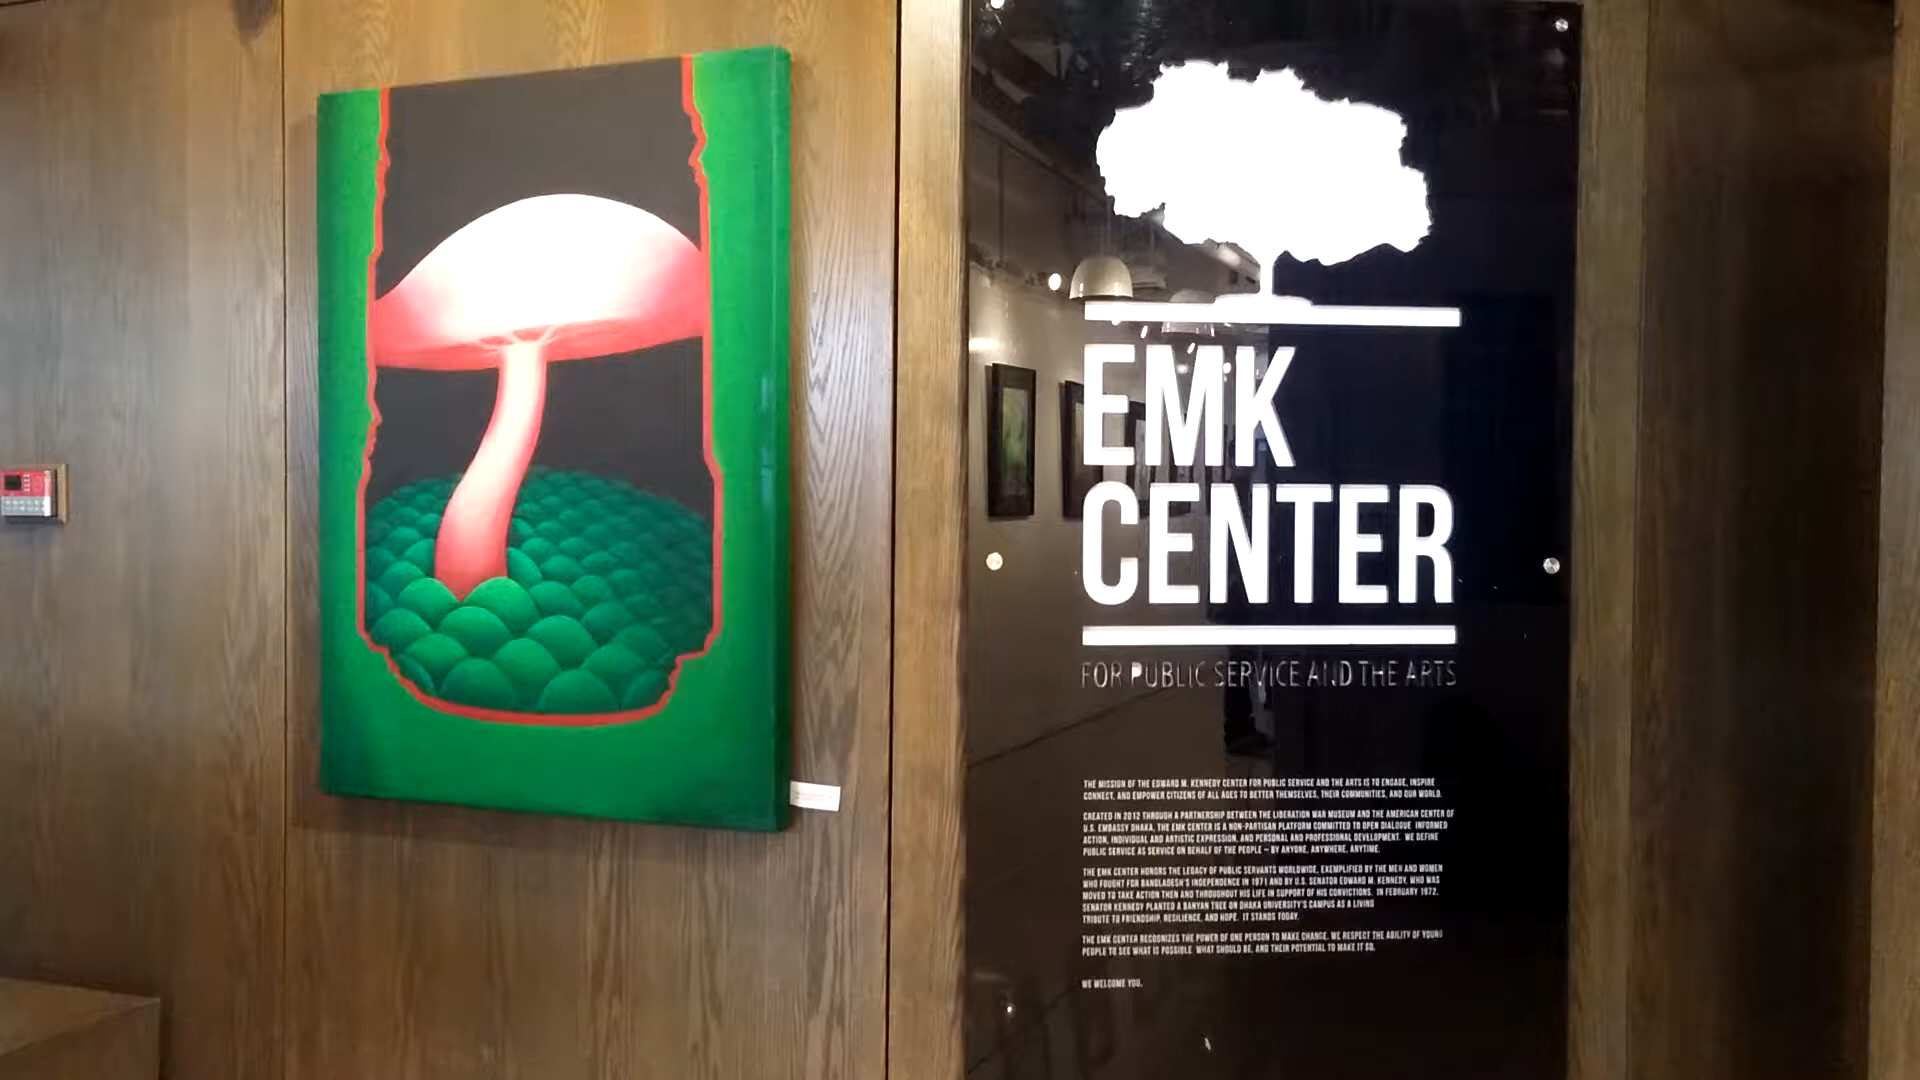 EMK
CENTER
FOR PUBLIC SERVICE AND THE ARTS
THE MISSION OF THE EDWARD M. KENNEDY CENTER FOR PUBLIC SERVICE AND THE ARTS IS TO ENGAGE, INSPIRE
CONNECT, AND EMPOWER CITIZENS OF ALL AGES TO BETTER THEMSELVES, THEIR COMMUNITIES, AND OUR WORLD.
CREATED IN 2012 THROUGH A PARTNERSHIP BETWEEN THE LIBERATION WAR MUSEUM AND THE AMERICAN CENTER OF
U.S. EMBASSY DHAKA, THE EMK CENTER IS A NON-PARTISAN PLATFORM COMMITTED TO OPEN DIALOGUE INFORMED
ACTION, INDIVIDUAL AND ARTISTIC EXPRESSION, AND PERSONAL AND PROFESSIONAL DEVELOPMENT. WE DEFINE
PUBLIC SERVICE AS SERVICE ON BEHALF OF THE PEOPLE – BY ANYONE, ANYWHERE, ANYTIME.
THE EMK CENTER HONORS THE LEGACY OF PUBLIC SERVANTS WORLDWIDE, EXEMPLIFIED BY THE MEN AND WOMEN
WHO FOUGHT FOR BANGLADESH'S INDEPENDENCE IN 1971 AND BY U.S. SENATOR EDWARD M. KENNEDY, WHO WAS
MOVED TO TAKE ACTION THEN AND THROUGHOUT HIS LIFE IN SUPPORT OF HIS CONVICTIONS. IN FEBRUARY 1972,
SENATOR KENNEDY PLANTED A BANYAN TREE ON DHAKA UNIVERSITY'S CAMPUS AS A LIVING
TRIBUTE TO FRIENDSHIP, RESILIENCE, AND HOPE. IT STANDS TODAY.
THE EMK CENTER RECOGNIZES THE POWER OF ONE PERSON TO MAKE CHANGE. WE RESPECT THE ABILITY OF YOUNG
PEOPLE TO SEE WHAT IS POSSIBLE WHAT SHOULD BE, AND THEIR POTENTIAL TO MAKE IT SO.
WE WELCOME YOU.